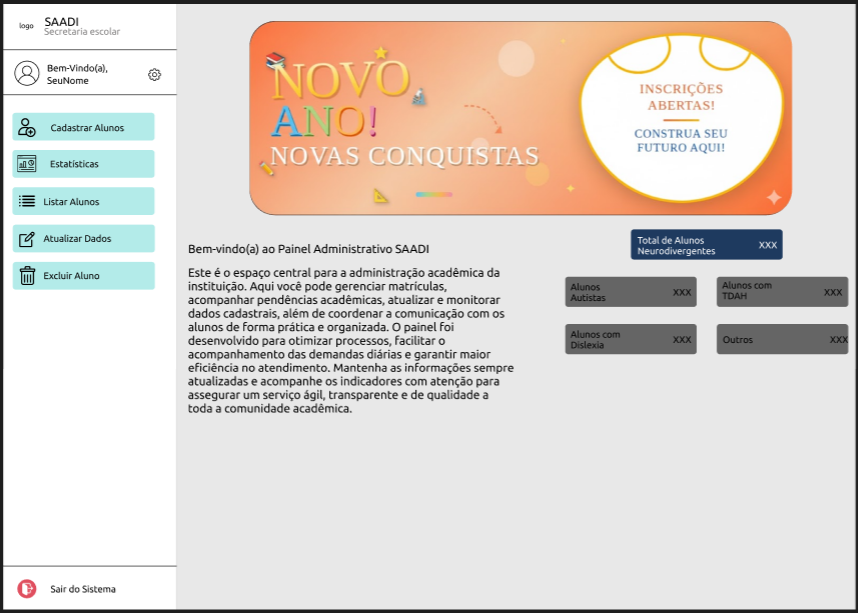 logo
SAADI
Secretaria escolar
Bem-Vindo(a),
SeuNome
Cadastrar Alunos
Estatísticas
Listar Alunos
Atualizar Dados
Excluir Aluno
Sair do Sistema
NOVO
ANO!
NOVAS CONQUISTAS
INSCRIÇÕES
ABERTAS!
CONSTRUA SEU
FUTURO AQUI!
Bem-vindo(a) ao Painel Administrativo SAADI
Este é o espaço central para a administração acadêmica da
instituição. Aqui você pode gerenciar matrículas,
acompanhar pendências acadêmicas, atualizar e monitorar
dados cadastrais, além de coordenar a comunicação com os
alunos de forma prática e organizada. O painel foi
desenvolvido para otimizar processos, facilitar o
acompanhamento das demandas diárias e garantir maior
eficiência no atendimento. Mantenha as informações sempre
atualizadas e acompanhe os indicadores com atenção para
assegurar um serviço ágil, transparente e de qualidade a
toda a comunidade acadêmica.
Total de Alunos
Neurodivergentes
XXX
Alunos
Autistas
XXX
Alunos com
TDAH
XXX
Alunos com
Dislexia
XXX
Outros
XXX